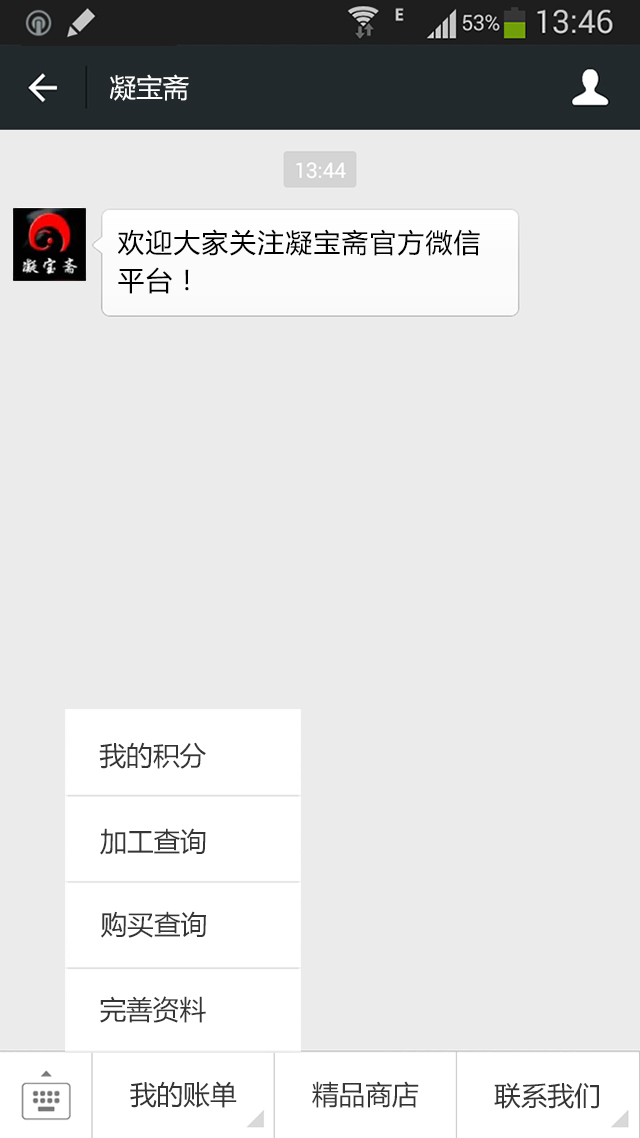 E 53% 13:46
凝宝斋
13:44
凝宝斋
欢迎大家关注凝宝斋官方微信
平台！
我的积分
加工查询
购买查询
完善资料
我的账单 精品商店 联系我们